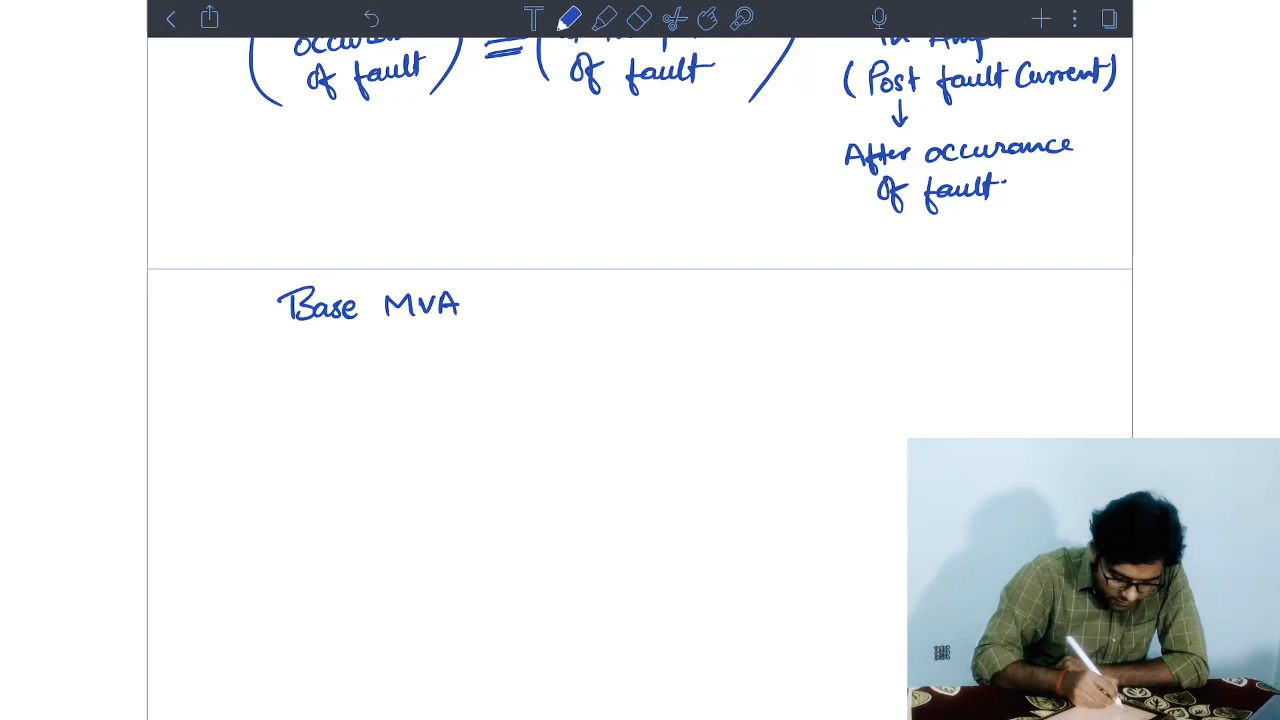 of fault
of fault
(Post fault Current)
After occurance
of fault.
Base MVA